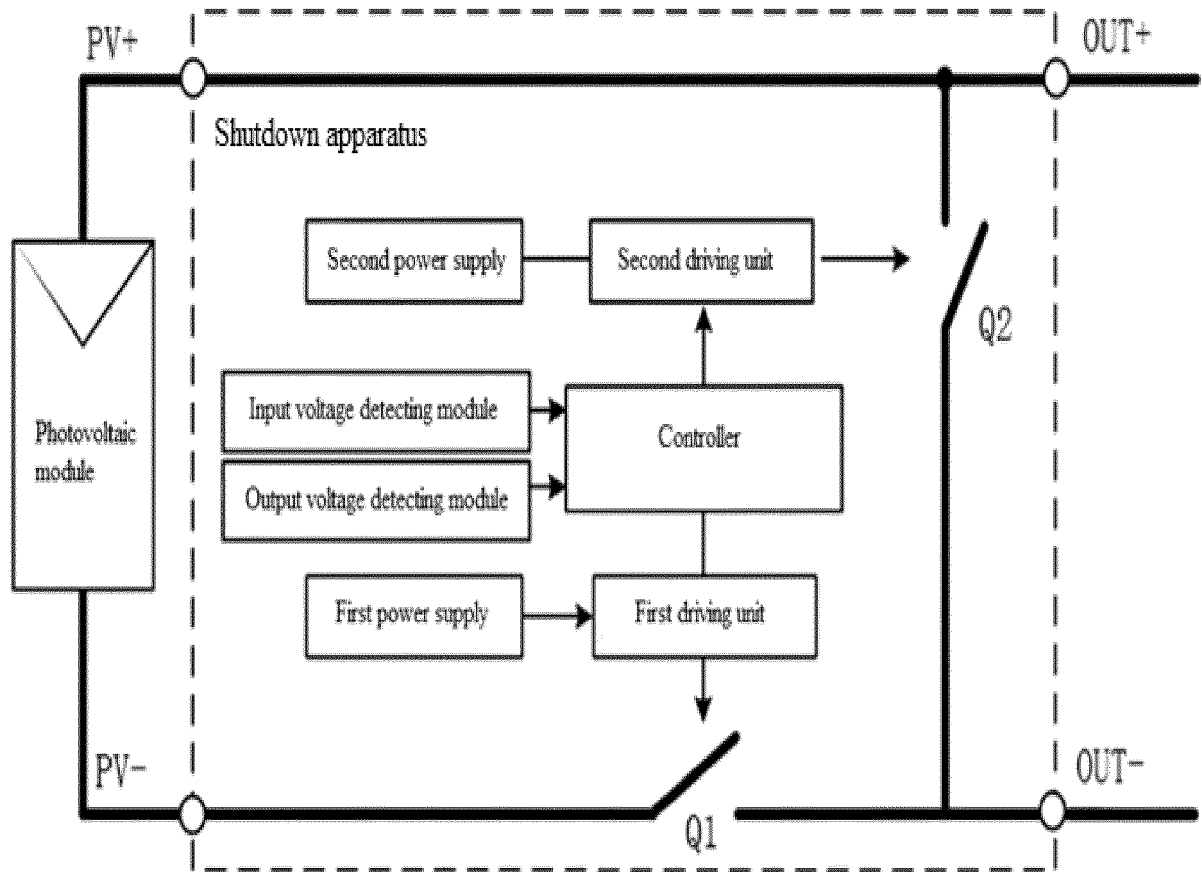 PV+
OUT+
Shutdown apparatus
Second power supply
Second driving unit
Q2
Input voltage detecting module
Controller
Photovoltaic
module
Output voltage detecting module
First power supply
First driving unit
PV-
OUT-
Q1